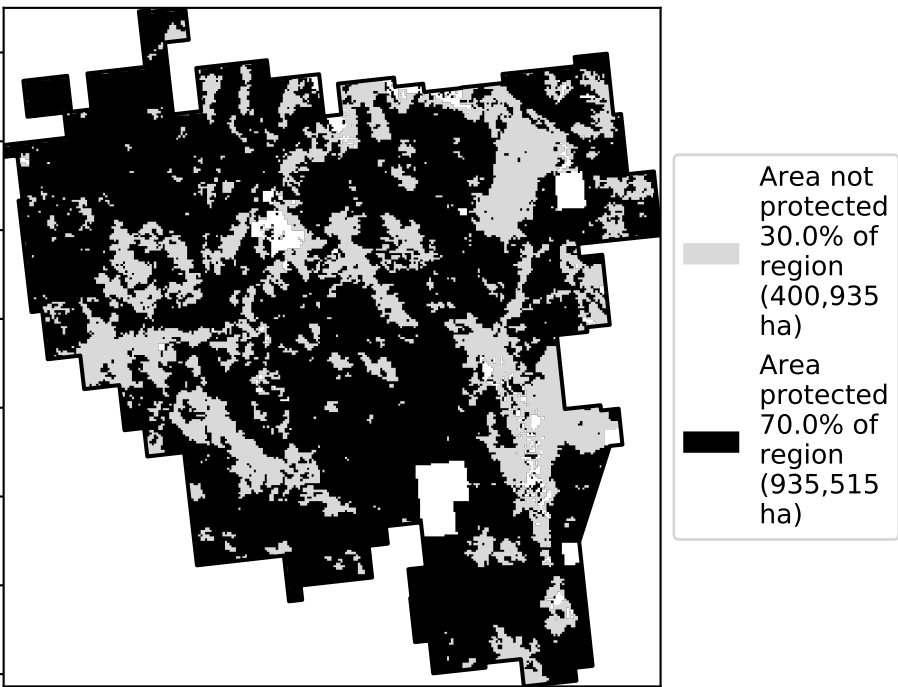 Area not
protected
30.0% of
region
(400,935
ha)
Area
protected
70.0% of
region
(935,515
ha)